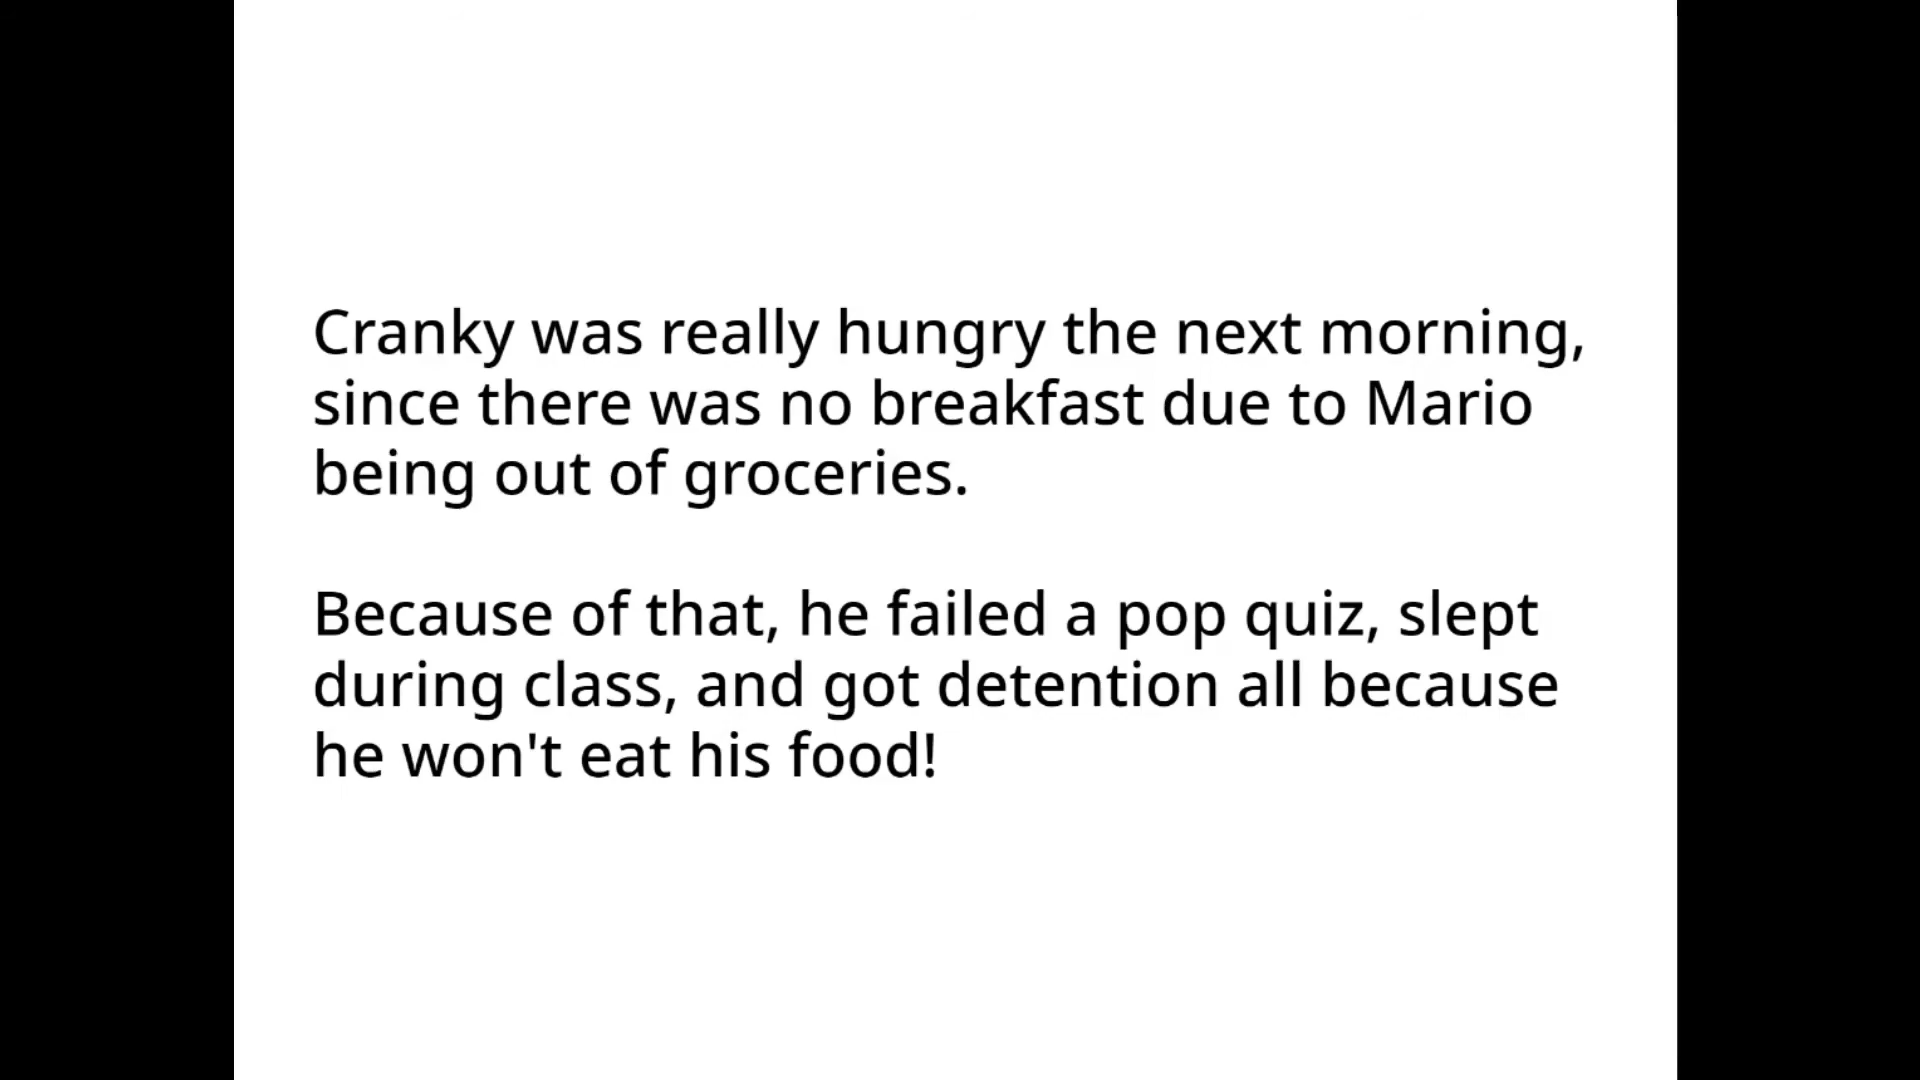 Cranky was really hungry the next morning,
since there was no breakfast due to Mario
being out of groceries.
Because of that, he failed a pop quiz, slept
during class, and got detention all because
he won't eat his food!